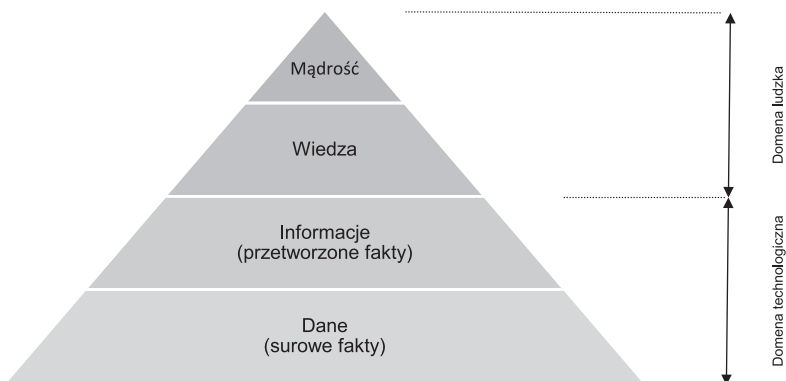 Mądrość
Wiedza
Informacje
(przetworzone fakty)
Dane
(surowe fakty)
Domena ludzka
Domena technologiczna